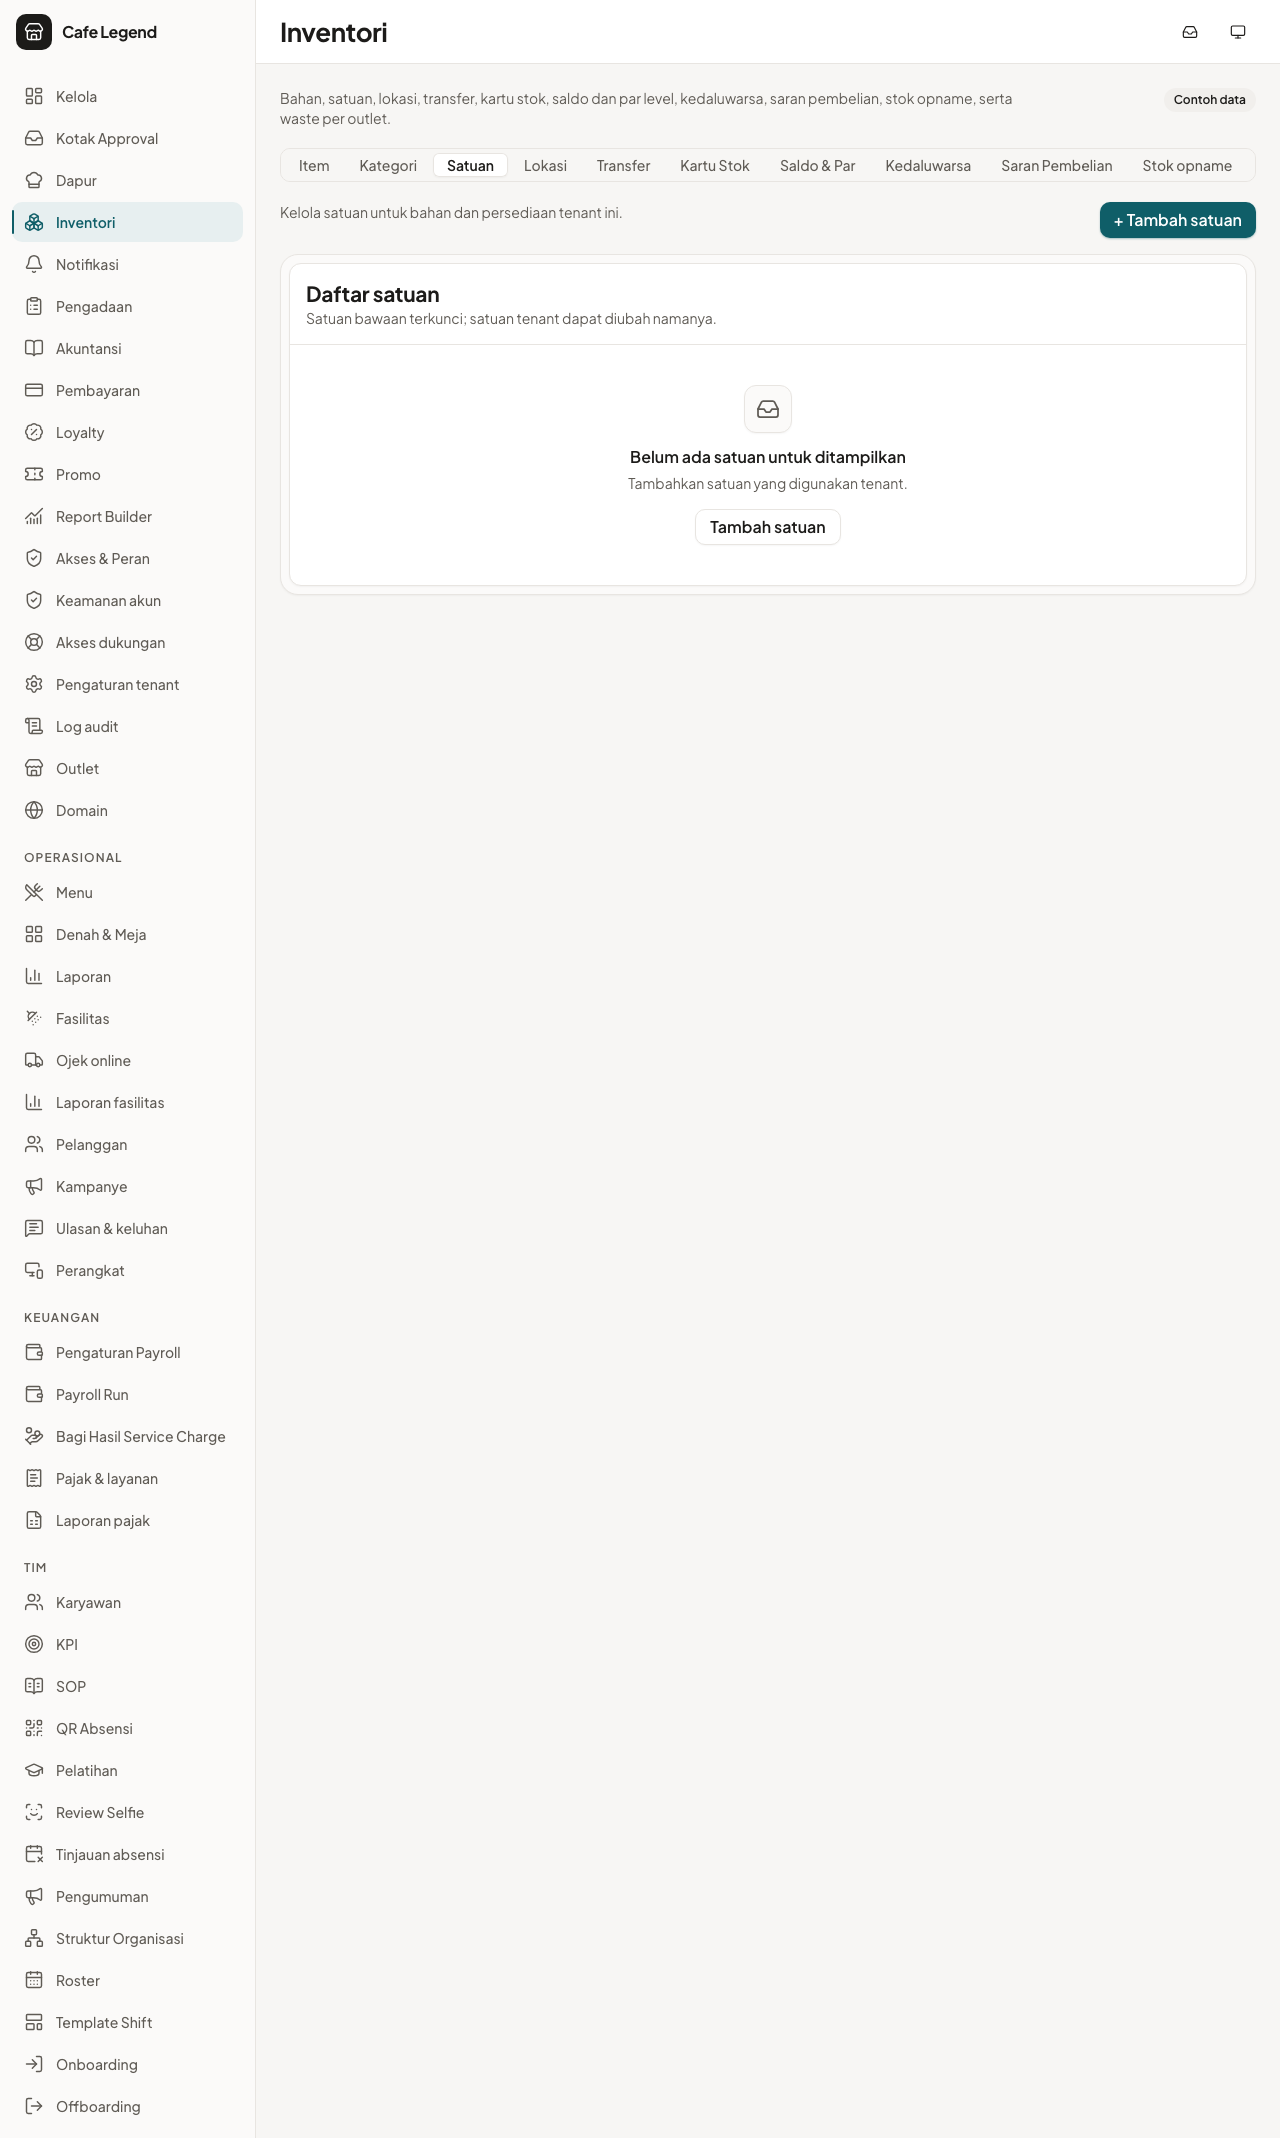 Cafe Legend
Kelola
Kotak Approval
Dapur
Inventori
Notifikasi
Pengadaan
Akuntansi
Pembayaran
Loyalty
Promo
Report Builder
Akses & Peran
Keamanan akun
Akses dukungan
Pengaturan tenant
Log audit
Outlet
Domain
OPERASIONAL
Menu
Denah & Meja
Laporan
Fasilitas
Ojek online
Laporan fasilitas
Pelanggan
Kampanye
Ulasan & keluhan
Perangkat
KEUANGAN
Pengaturan Payroll
Payroll Run
Bagi Hasil Service Charge
Pajak & layanan
Laporan pajak
TIM
Karyawan
KPI
SOP
QR Absensi
Pelatihan
Review Selfie
Tinjauan absensi
Pengumuman
Struktur Organisasi
Roster
Template Shift
Onboarding
Offboarding
Inventori
Bahan, satuan, lokasi, transfer, kartu stok, saldo dan par level, kedaluwarsa, saran pembelian, stok opname, serta
waste per outlet.
Contoh data
Item Kategori Satuan Lokasi Transfer Kartu Stok Saldo & Par Kedaluwarsa Saran Pembelian Stok opname
Kelola satuan untuk bahan dan persediaan tenant ini.
+ Tambah satuan
Daftar satuan
Satuan bawaan terkunci; satuan tenant dapat diubah namanya.
Belum ada satuan untuk ditampilkan
Tambahkan satuan yang digunakan tenant.
Tambah satuan